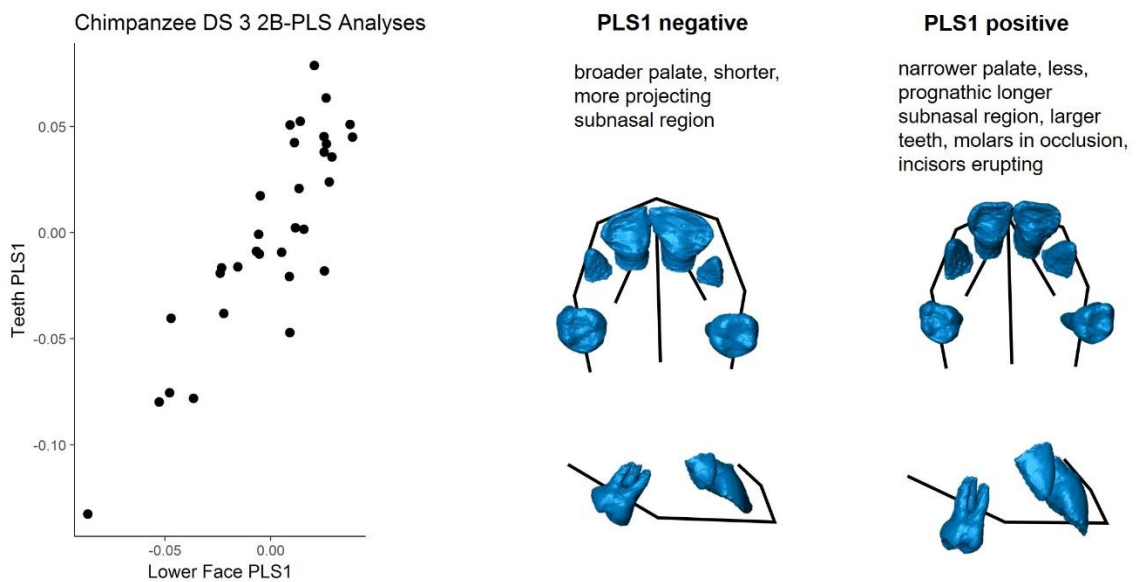 Chimpanzee DS 3 2B-PLS Analyses
Teeth PLS1
0.05
0.00
-0.05
-0.10
-0.05
0.00
Lower Face PLS1
PLS1 negative
broader palate, shorter,
more projecting
subnasal region
PLS1 positive
narrower palate, less,
prognathic longer
subnasal region, larger
teeth, molars in occlusion,
incisors erupting